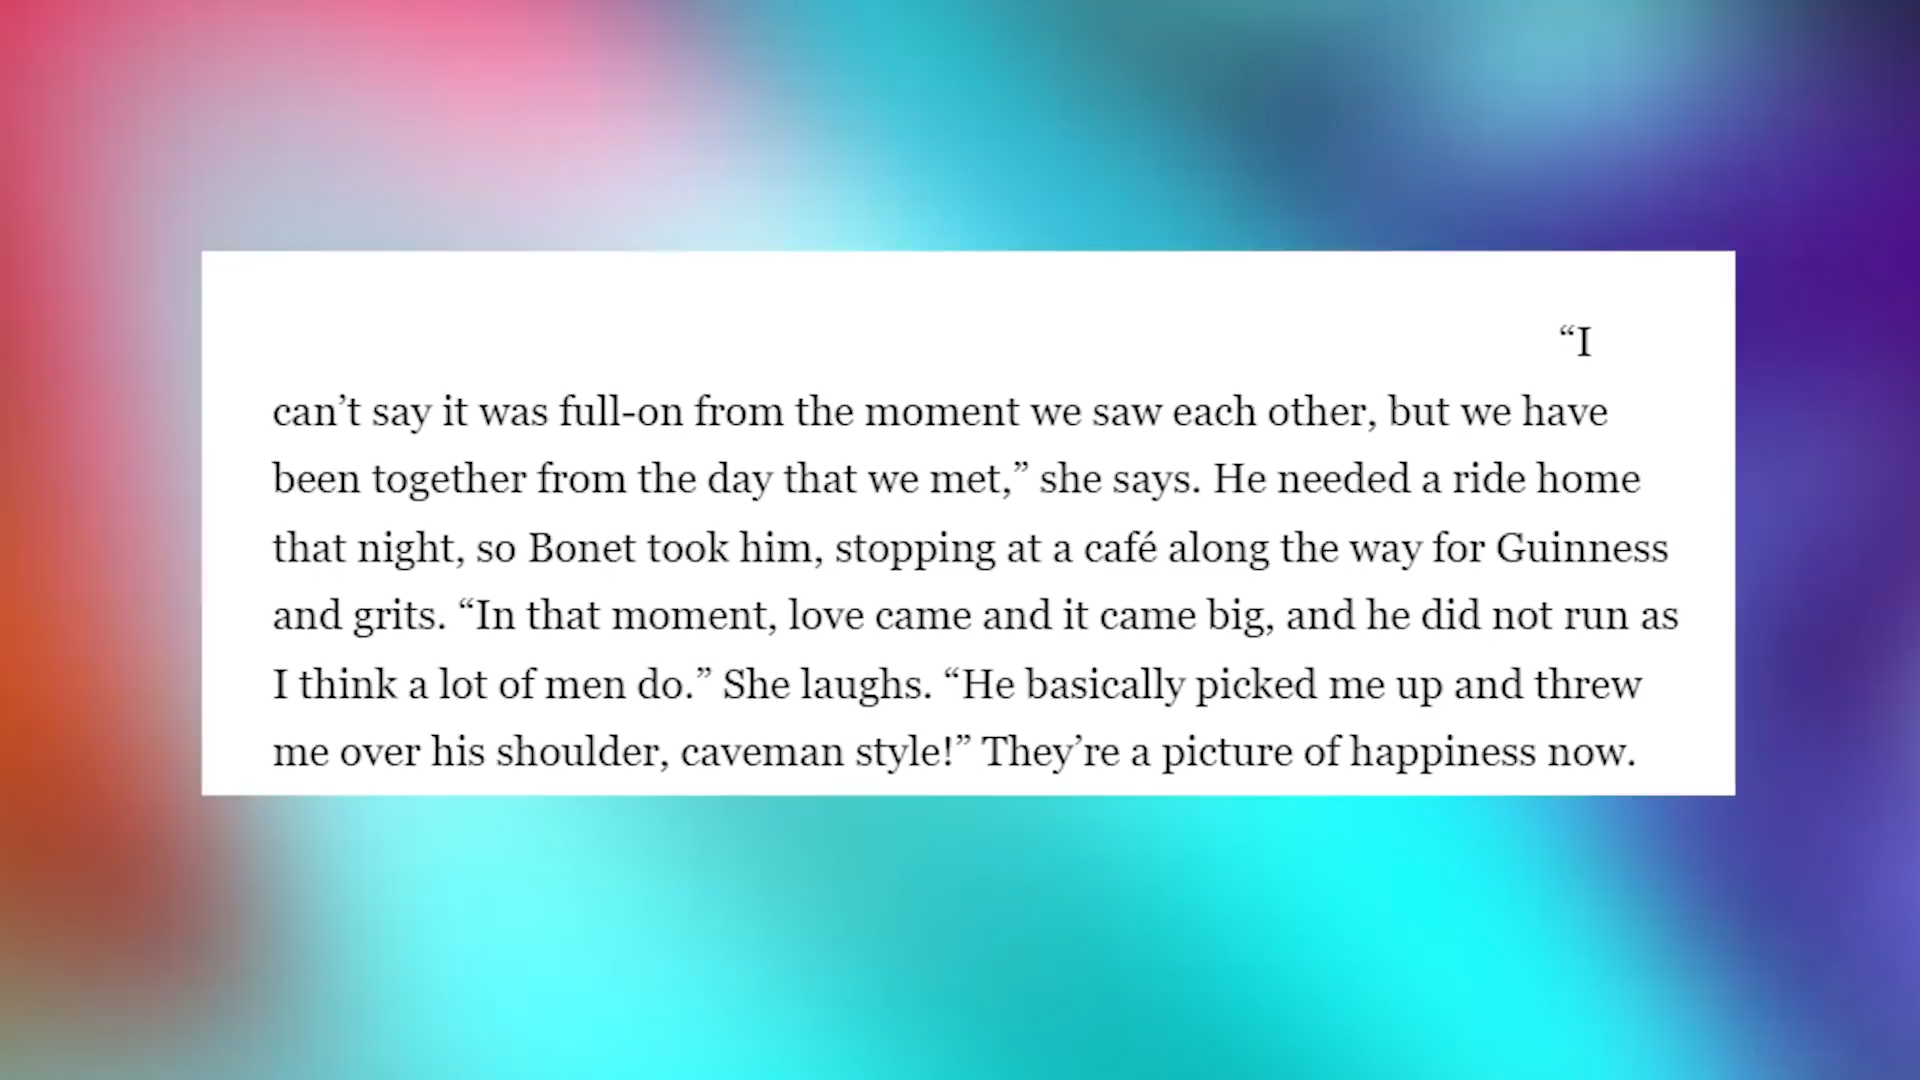 “I
can’t say it was full-on from the moment we saw each other, but we have
been together from the day that we met,” she says. He needed a ride home
that night, so Bonet took him, stopping at a café along the way for Guinness
and grits. “In that moment, love came and it came big, and he did not run as
I think a lot of men do.” She laughs. “He basically picked me up and threw
me over his shoulder, caveman style!” They’re a picture of happiness now.